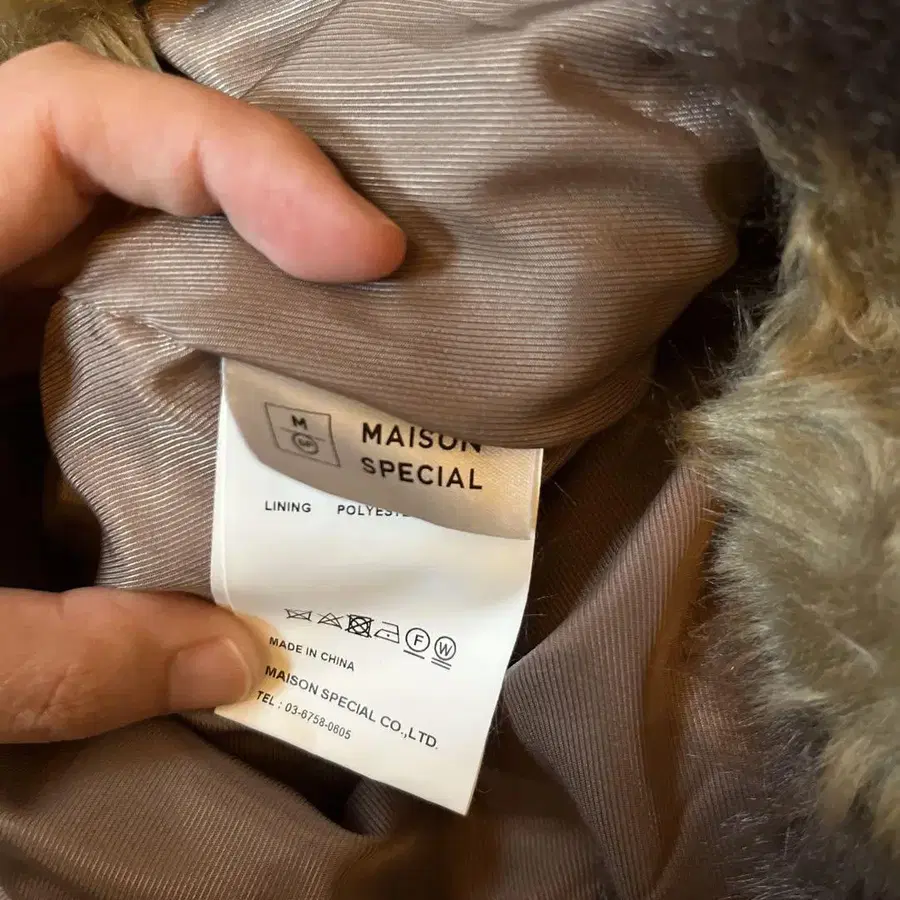 M
MAISON
SPECIAL
LINING
F W
MADE IN CHINA
MAISON SPECIAL CO.,LTD.
TEL : 03-6758-0605